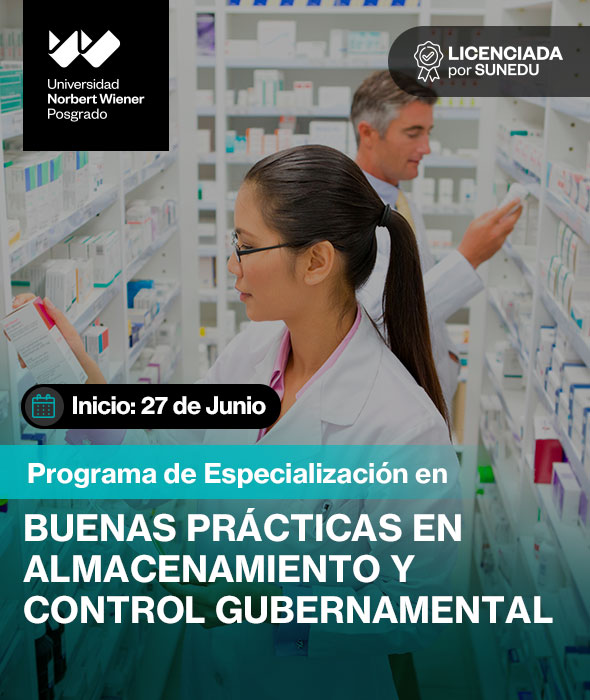 Universidad
Norbert Wiener
Posgrado
LICENCIADA
por SUNEDU
Inicio: 27 de Junio
Programa de Especialización en
BUENAS PRÁCTICAS EN
ALMACENAMIENTO Y
CONTROL GUBERNAMENTAL